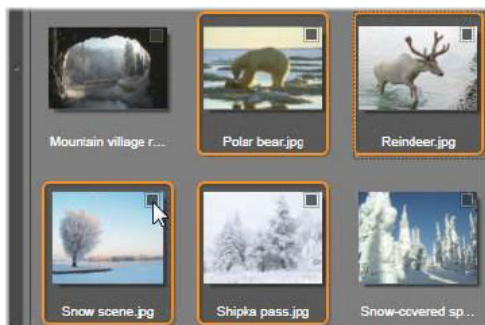 Mountain village r...
Polar bear.jpg
Reindeer.jpg
Snow scene.jpg
Shipka pass.jpg
Snow-covered sp...